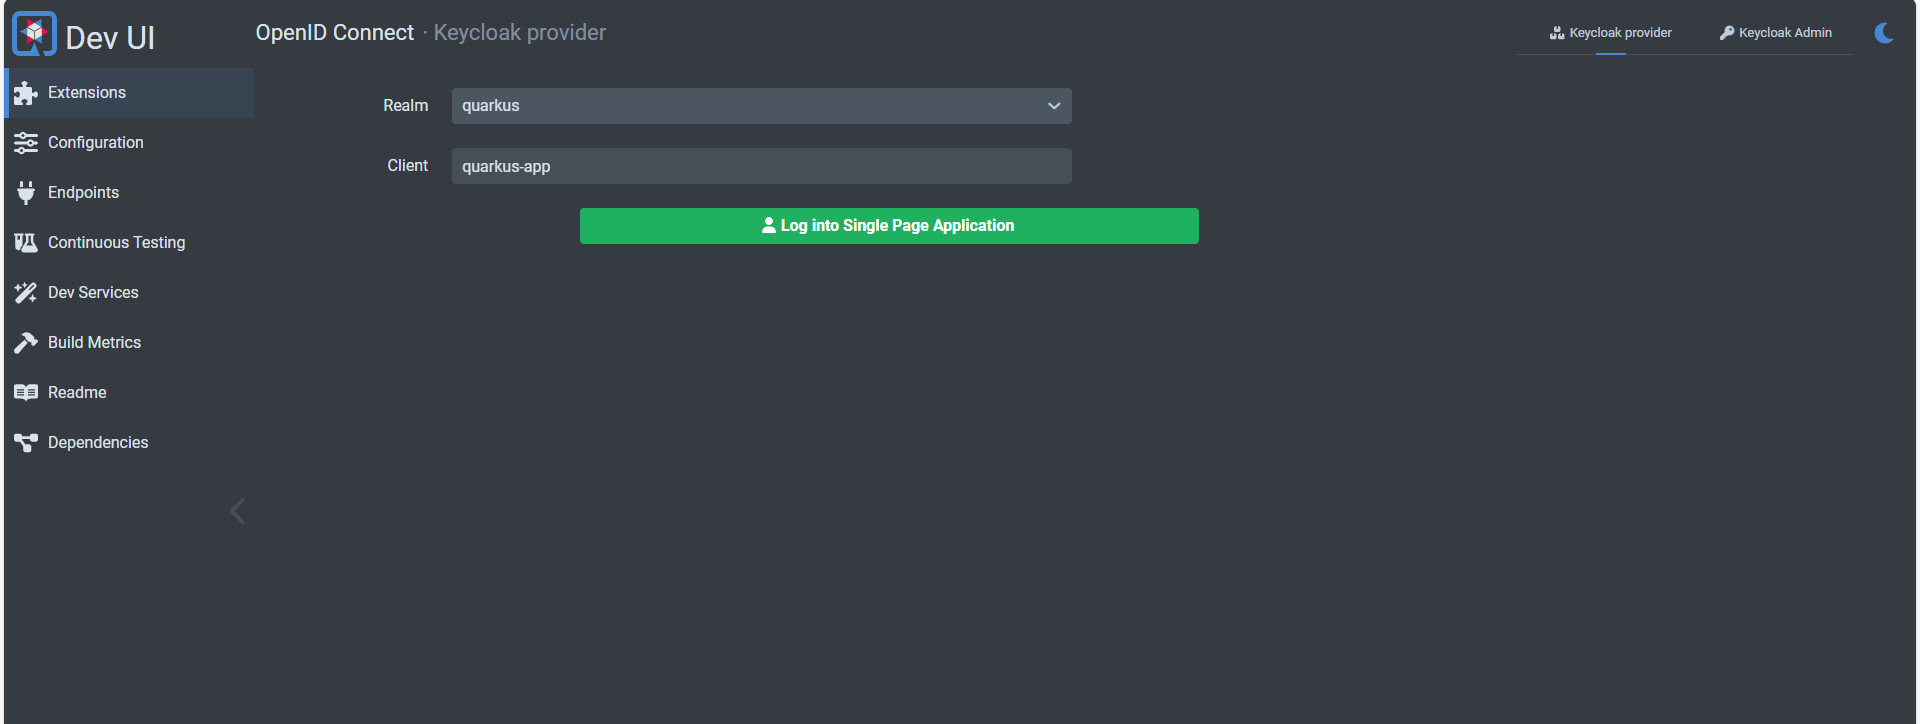 Dev UI
OpenID Connect · Keycloak provider
Keycloak provider
Keycloak Admin
Extensions
Configuration
Endpoints
Continuous Testing
Dev Services
Build Metrics
Readme
Dependencies
Realm
quarkus
Client
quarkus-app
Log into Single Page Application